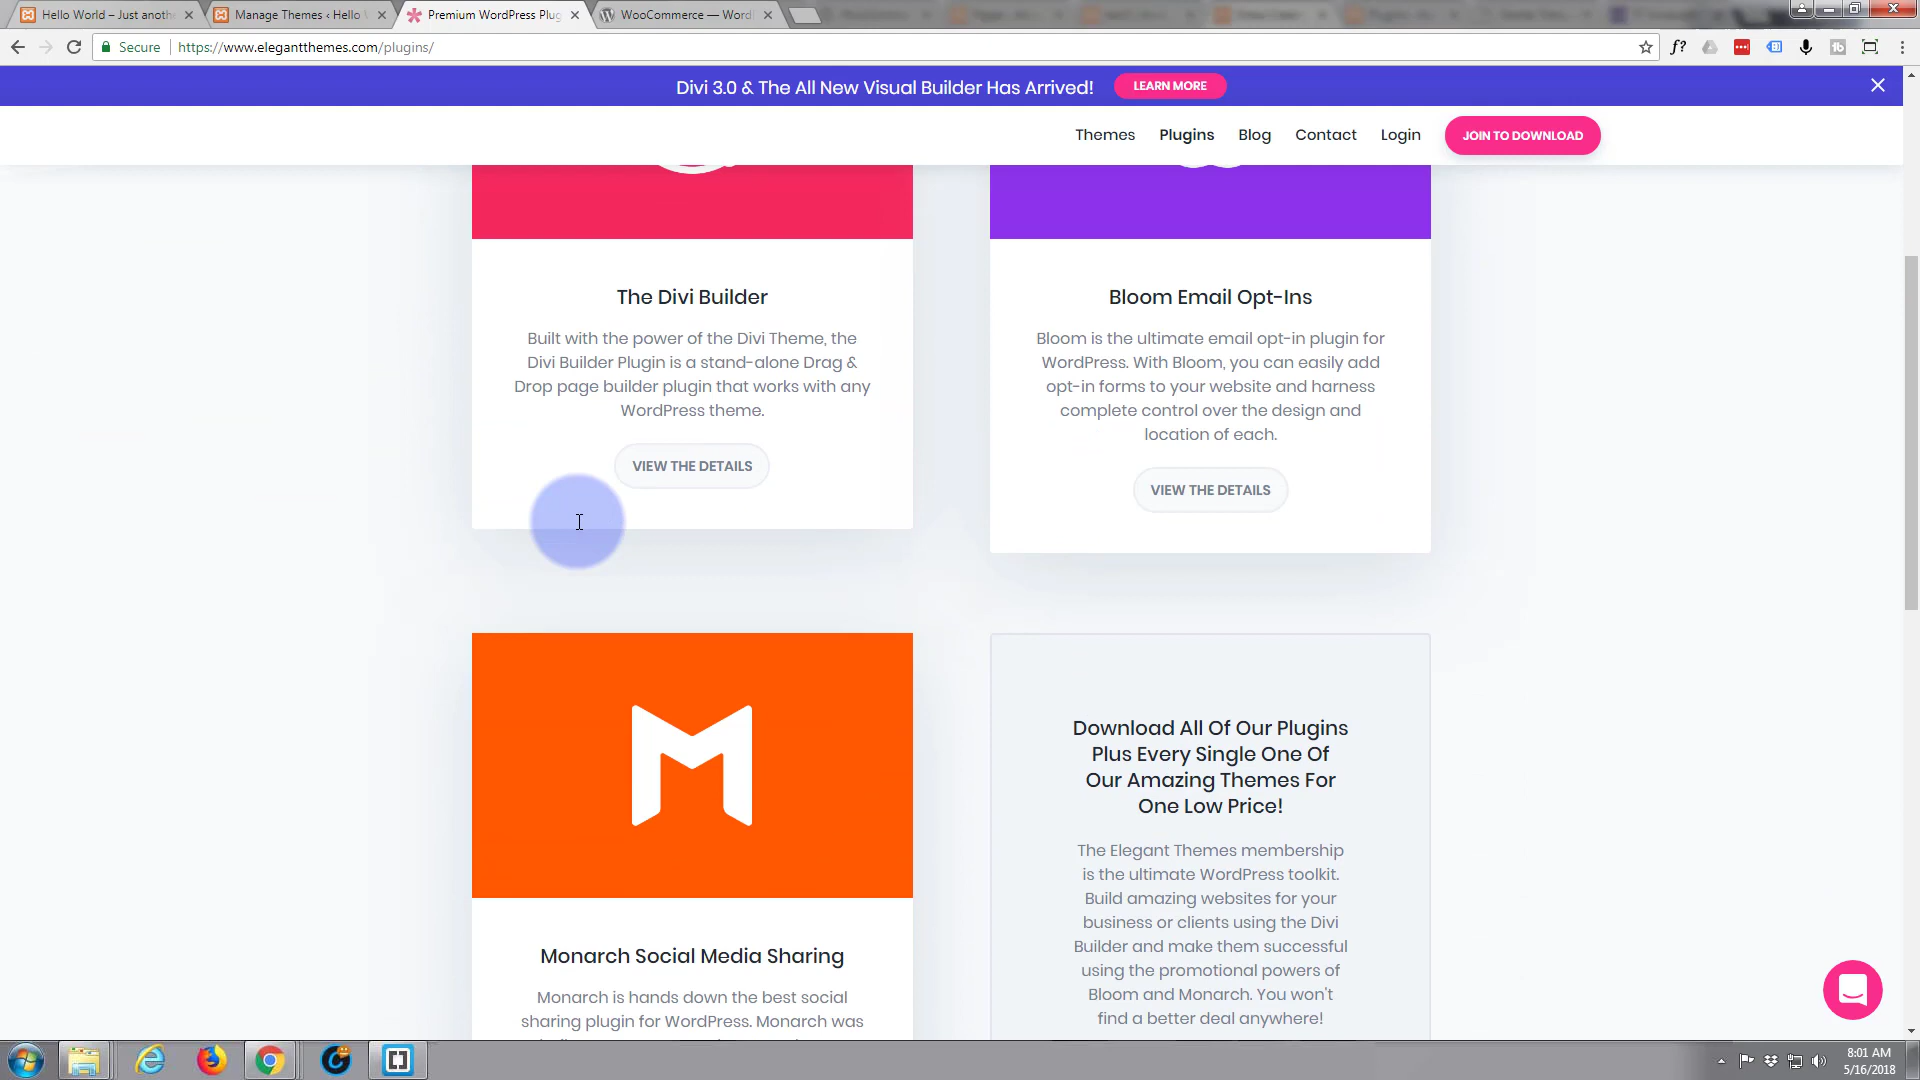 Hello World – Just anoth
Manage Themes ‹ Hello
Premium WordPress Plug
WooCommerce — Word
Secure
https://www.elegantthemes.com/plugins/
Divi 3.0 & The All New Visual Builder Has Arrived!
LEARN MORE
Themes
Plugins
Blog
Contact
Login
JOIN TO DOWNLOAD
The Divi Builder
Built with the power of the Divi Theme, the
Divi Builder Plugin is a stand-alone Drag &
Drop page builder plugin that works with any
WordPress theme.
VIEW THE DETAILS
Bloom Email Opt-Ins
Bloom is the ultimate email opt-in plugin for
WordPress. With Bloom, you can easily add
opt-in forms to your website and harness
complete control over the design and
location of each.
VIEW THE DETAILS
Monarch Social Media Sharing
Monarch is hands down the best social
sharing plugin for WordPress. Monarch was
Download All Of Our Plugins
Plus Every Single One Of
Our Amazing Themes For
One Low Price!
The Elegant Themes membership
is the ultimate WordPress toolkit.
Build amazing websites for your
business or clients using the Divi
Builder and make them successful
using the promotional powers of
Bloom and Monarch. You won't
find a better deal anywhere!
8:01 AM
5/16/2018